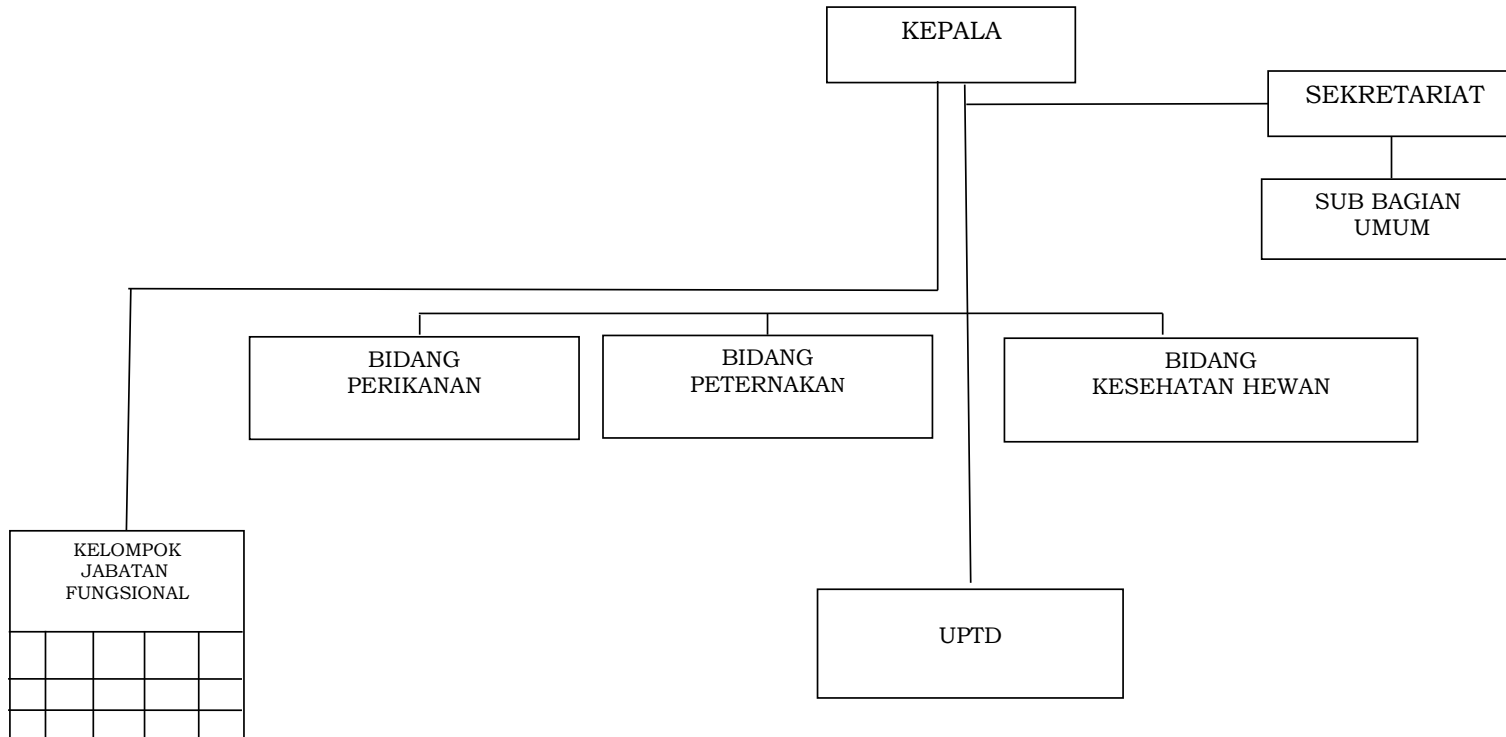 KEPALA
SEKRETARIAT
SUB BAGIAN
UMUM
BIDANG
PERIKANAN
BIDANG
PETERNAKAN
BIDANG
KESEHATAN HEWAN
KELOMPOK
JABATAN
FUNGSIONAL
UPTD